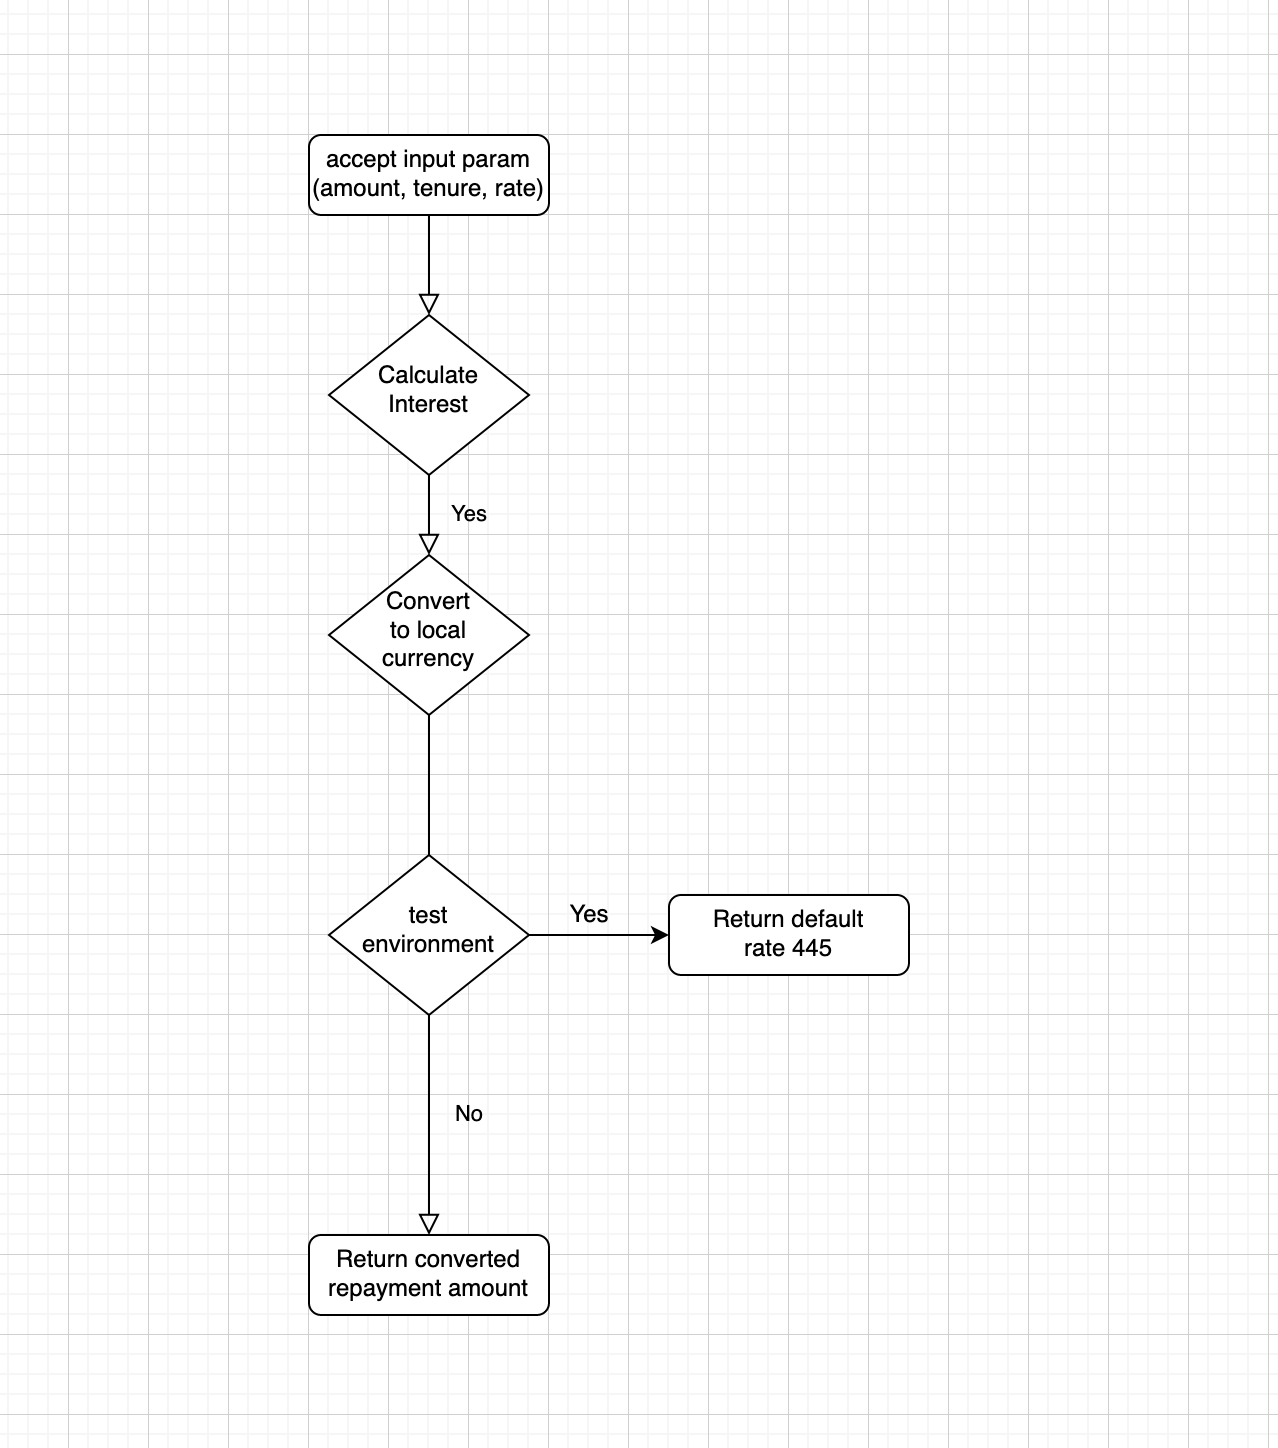 accept input param
(amount, tenure, rate)
Calculate
Interest
Yes
Convert
to local
currency
test
environment
Yes
Return default
rate 445
No
Return converted
repayment amount